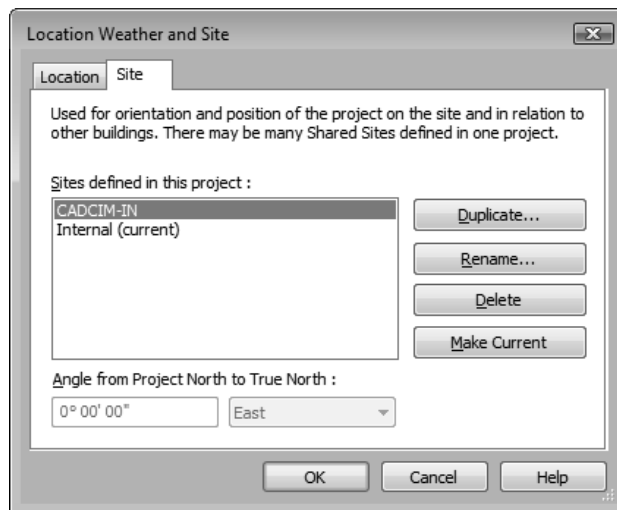 Location Weather and Site
Location
Site
Used for orientation and position of the project on the site and in relation to
other buildings. There may be many Shared Sites defined in one project.
Sites defined in this project :
CADCIM-IN
Internal (current)
Duplicate...
Rename...
Delete
Make Current
Angle from Project North to True North :
0° 00' 00"
East
OK
Cancel
Help